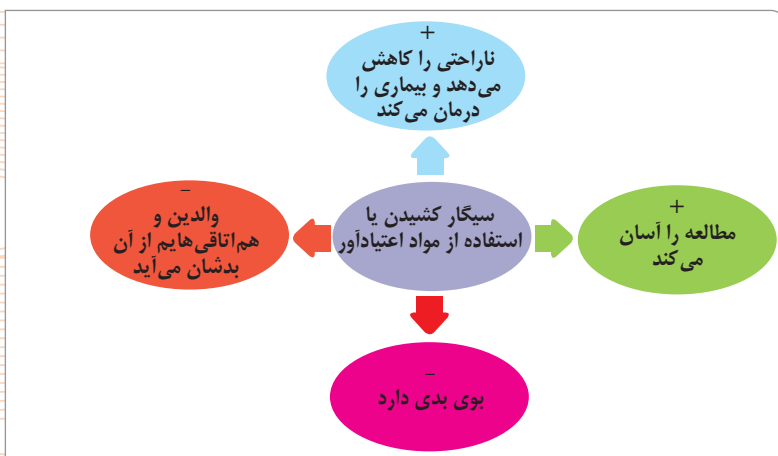 +
ناراحتی را کاهش
می‌دهد و بیماری را
درمان می‌کند
سیگار کشیدن یا
استفاده از مواد اعتیادآور
+
مطالعه را آسان
می‌کند
−
والدین و
هم‌اتاقی‌هایم از آن
بدشان می‌آید
−
بوی بدی دارد